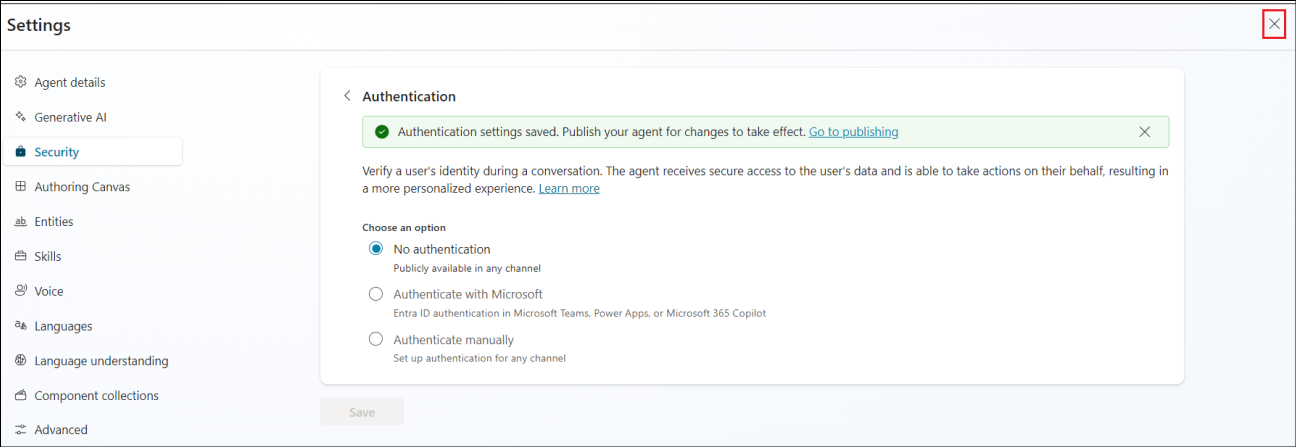 Settings
Agent details
Generative AI
Security
Authoring Canvas
Entities
Skills
Voice
Languages
Language understanding
Component collections
Advanced
Authentication
Authentication settings saved. Publish your agent for changes to take effect. Go to publishing
Verify a user's identity during a conversation. The agent receives secure access to the user's data and is able to take actions on their behalf, resulting in
a more personalized experience. Learn more
Choose an option
No authentication
Publicly available in any channel
Authenticate with Microsoft
Entra ID authentication in Microsoft Teams, Power Apps, or Microsoft 365 Copilot
Authenticate manually
Set up authentication for any channel
Save